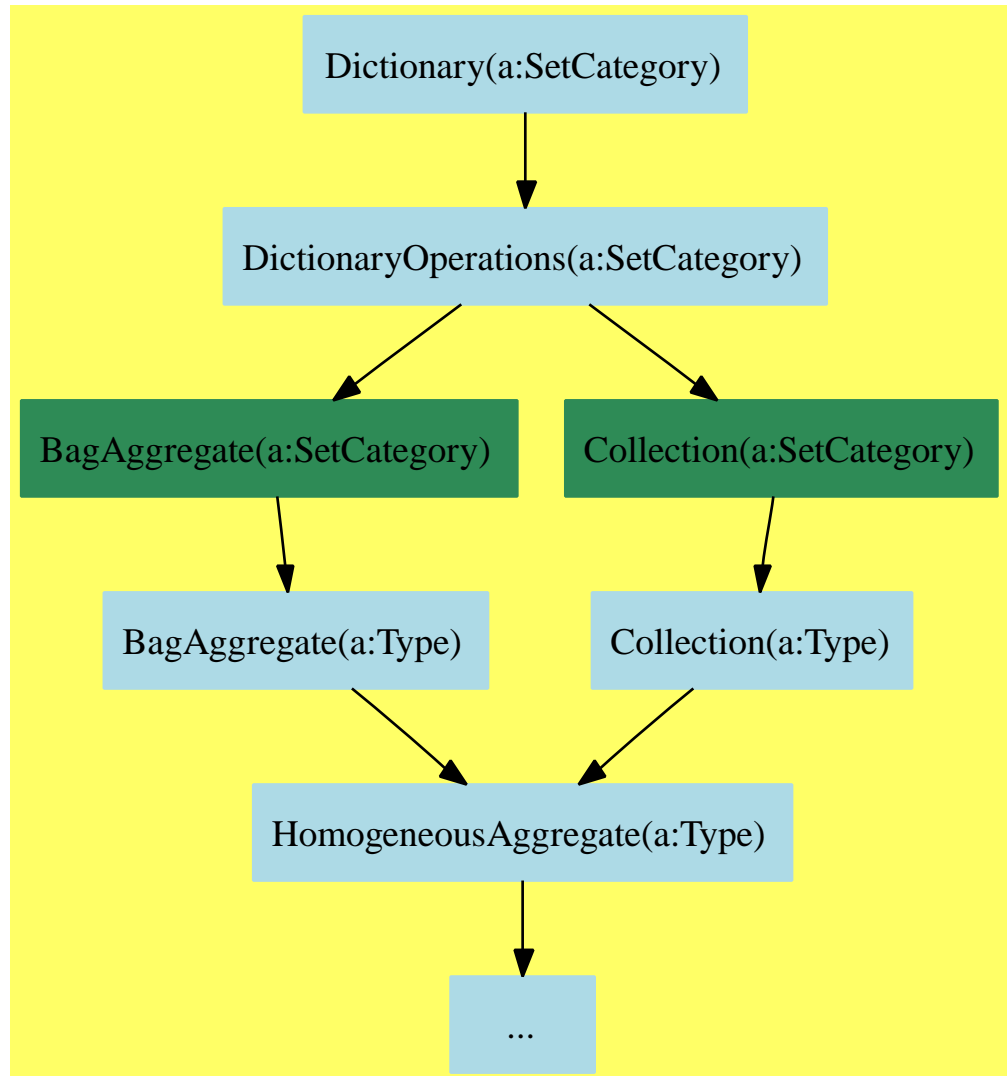 Dictionary(a:SetCategory)
DictionaryOperations(a:SetCategory)
BagAggregate(a:SetCategory)
Collection(a:SetCategory)
BagAggregate(a:Type)
Collection(a:Type)
HomogeneousAggregate(a:Type)
...